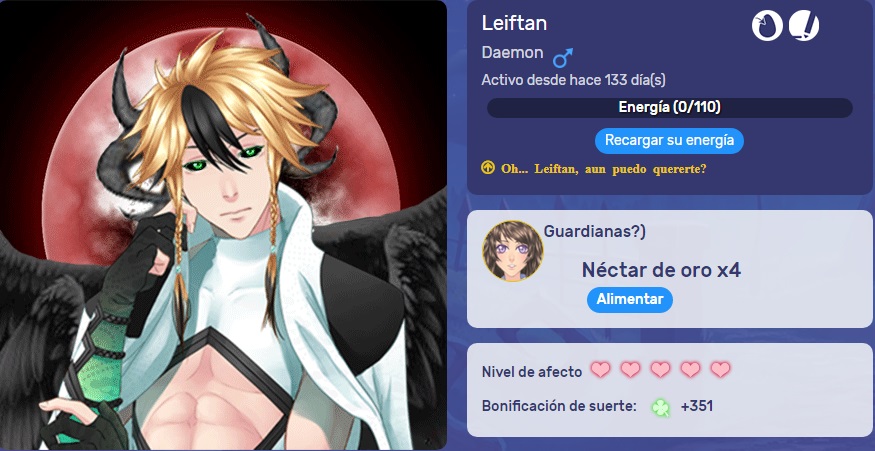 Leiftan
Daemon
Activo desde hace 133 día(s)
Energía (0/110)
Recargar su energía
Oh... Leiftan, aun puedo quererte?
Guardianas?)
Néctar de oro x4
Alimentar
Nivel de afecto
Bonificación de suerte: +351